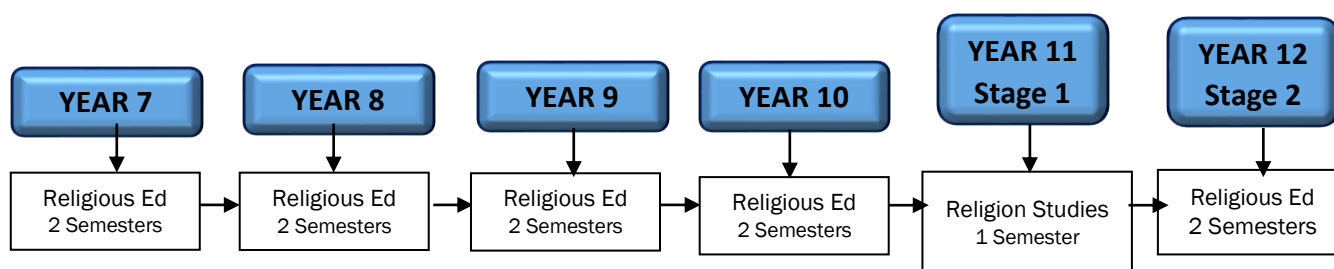 YEAR 7
YEAR 8
YEAR 9
YEAR 10
YEAR 11
Stage 1
YEAR 12
Stage 2
Religious Ed
2 Semesters
Religious Ed
2 Semesters
Religious Ed
2 Semesters
Religious Ed
2 Semesters
Religion Studies
1 Semester
Religious Ed
2 Semesters